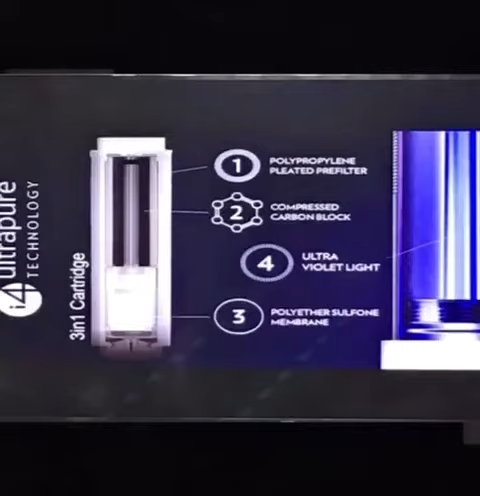 i4 ultrapure
TECHNOLOGY
3in1 Cartridge
1 POLYPROPYLENE
PLEATED PREFILTER
2 COMPRESSED
CARBON BLOCK
4 ULTRA
VIOLET LIGHT
3 POLYETHER SULFONE
MEMBRANE